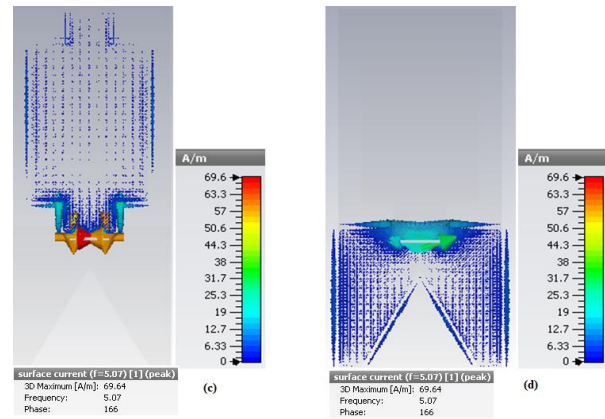 A/m
69.6
63.3
57
50.6
44.3
38
31.7
25.3
19
12.7
6.33
0
surface current (f=5.07) [1] (peak)
3D Maximum [A/m]: 69.64
Frequency: 5.07
Phase: 166
(c)
A/m
69.6
63.3
57
50.6
44.3
38
31.7
25.3
19
12.7
6.33
0
surface current (f=5.07) [1] (peak)
3D Maximum [A/m]: 69.64
Frequency: 5.07
Phase: 166
(d)